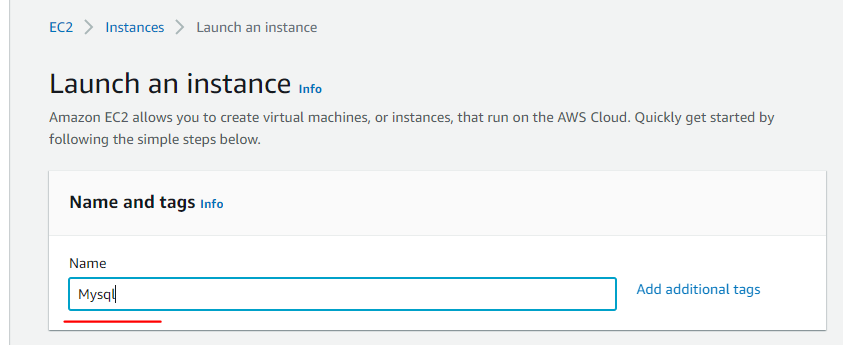 EC2 > Instances > Launch an instance
Launch an instance Info
Amazon EC2 allows you to create virtual machines, or instances, that run on the AWS Cloud. Quickly get started by
following the simple steps below.
Name and tags Info
Name
Mysql
Add additional tags